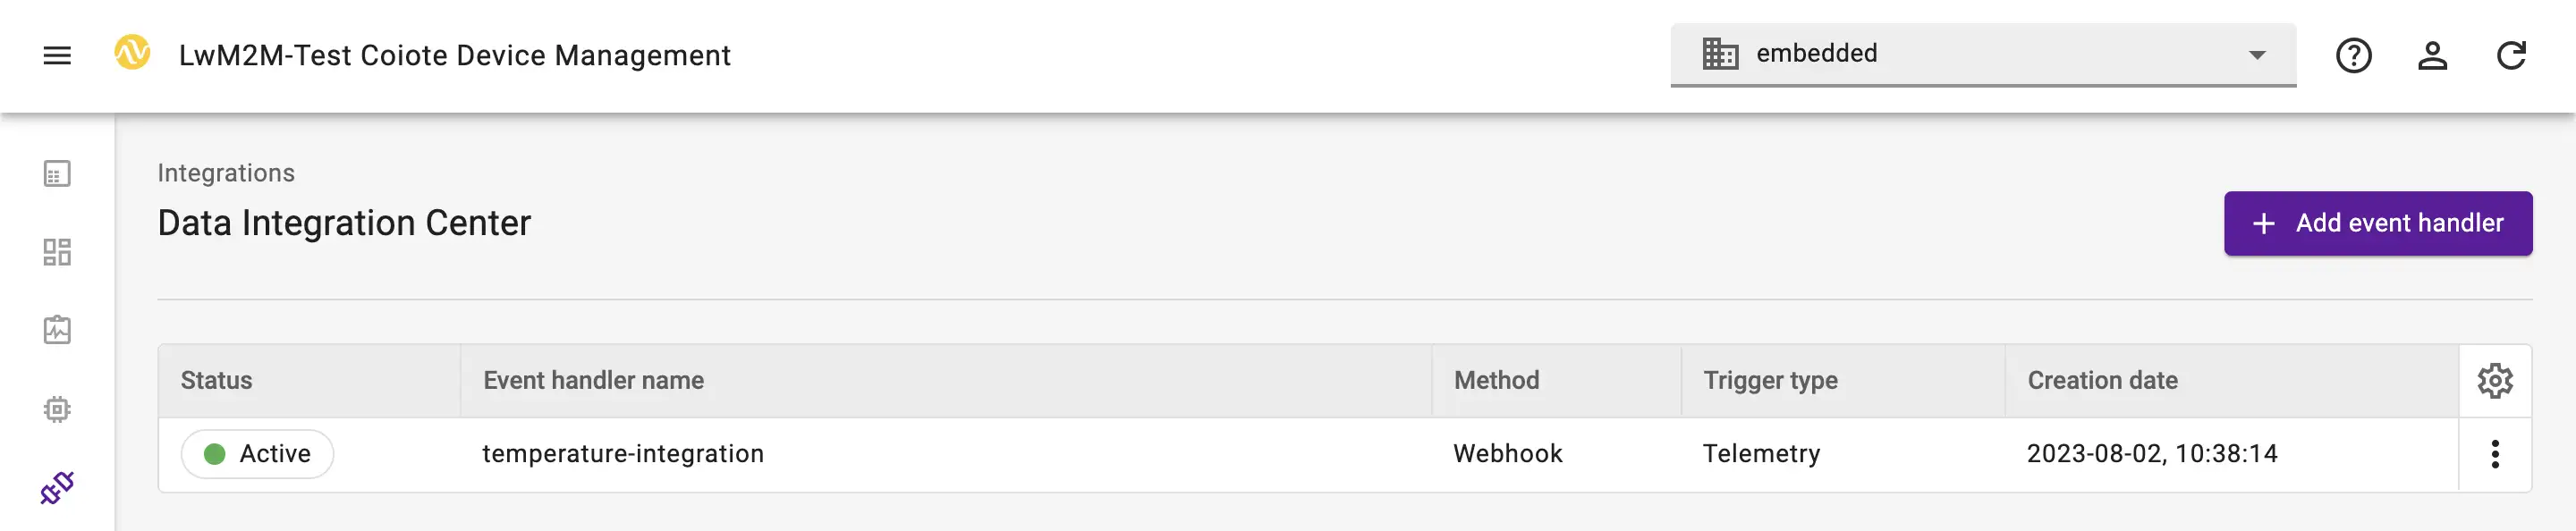 LwM2M-Test Coiote Device Management
embedded
Integrations
Data Integration Center
+ Add event handler
Status Event handler name Method Trigger type Creation date
Active temperature-integration Webhook Telemetry 2023-08-02, 10:38:14